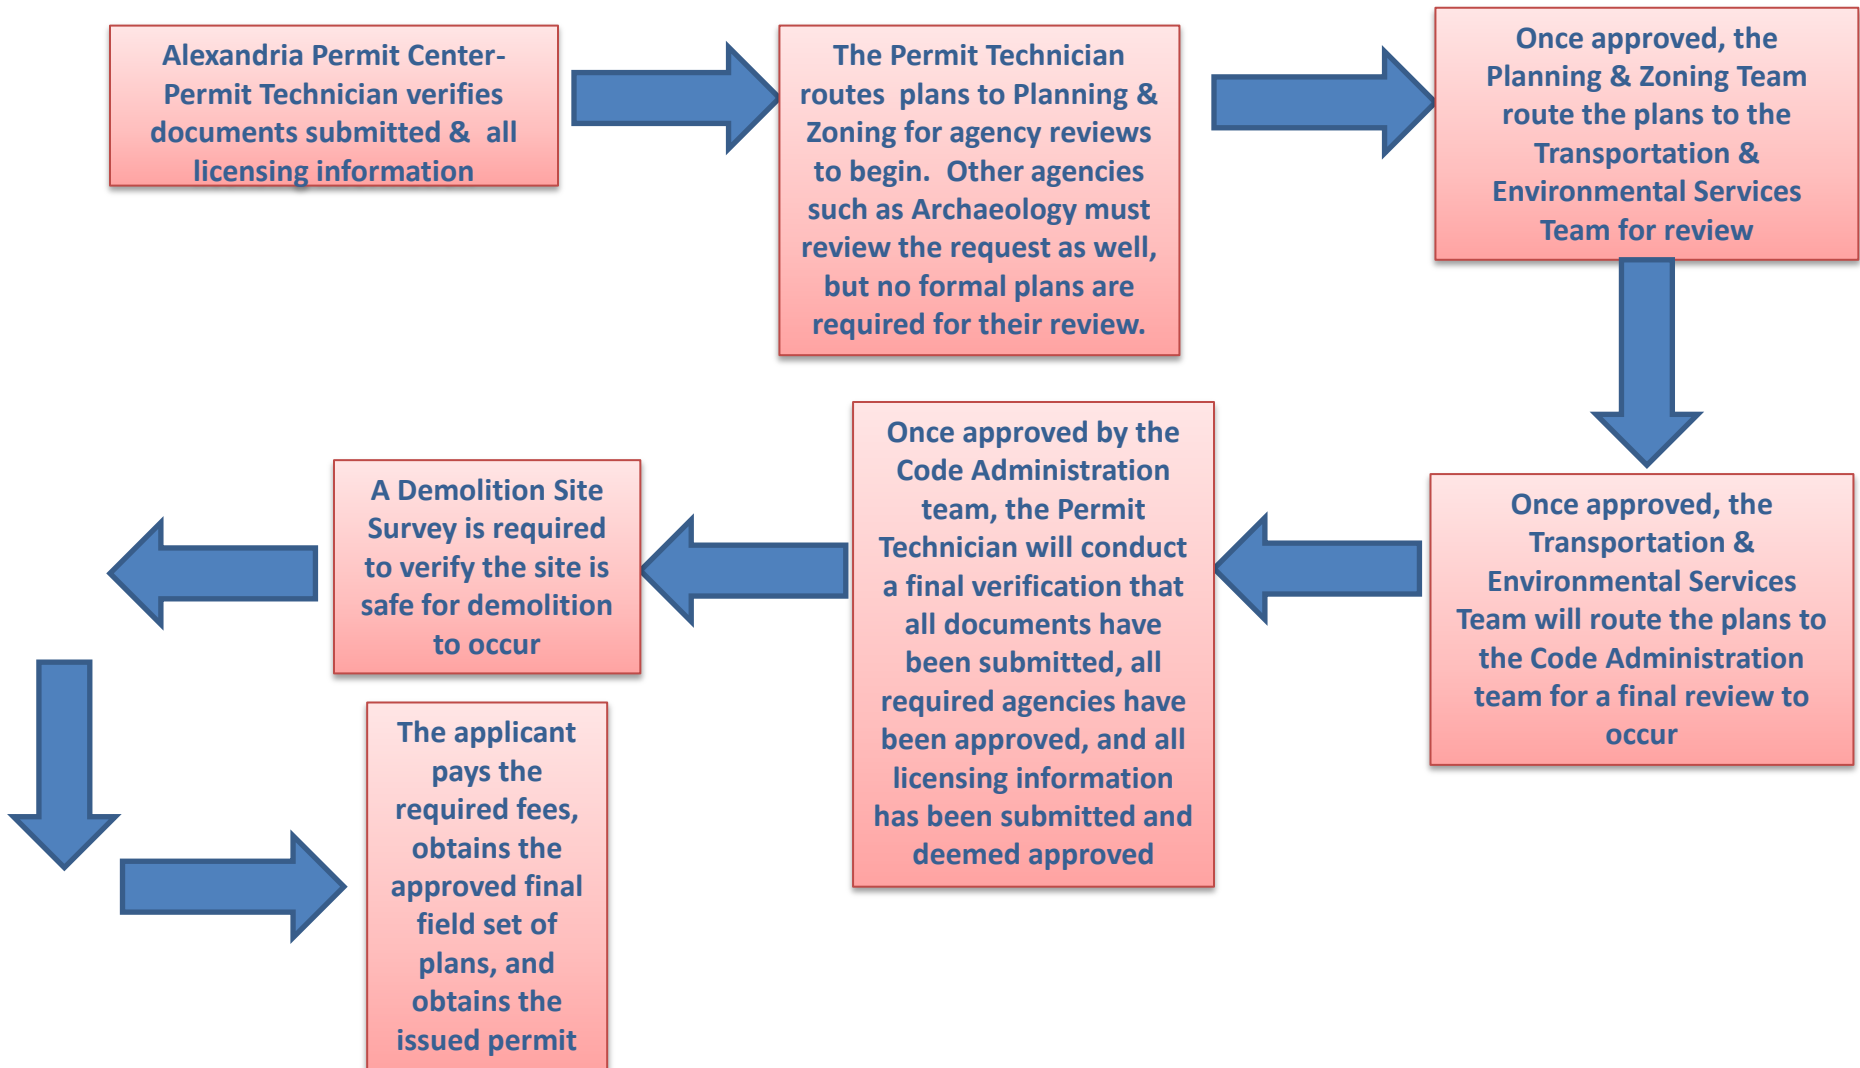 Alexandria Permit Center-
Permit Technician verifies
documents submitted &  all
licensing information
The Permit Technician
routes  plans to Planning &
Zoning for agency reviews
to begin.  Other agencies
such as Archaeology must
review the request as well,
but no formal plans are
required for their review.
Once approved, the
Planning & Zoning Team
route the plans to the
Transportation &
Environmental Services
Team for review
Once approved, the
Transportation &
Environmental Services
Team will route the plans to
the Code Administration
team for a final review to
occur
Once approved by the
Code Administration
team, the Permit
Technician will conduct
a final verification that
all documents have
been submitted, all
required agencies have
been approved, and all
licensing information
has been submitted and
deemed approved
A Demolition Site
Survey is required
to verify the site is
safe for demolition
to occur
The applicant
pays the
required fees,
obtains the
approved final
field set of
plans, and
obtains the
issued permit